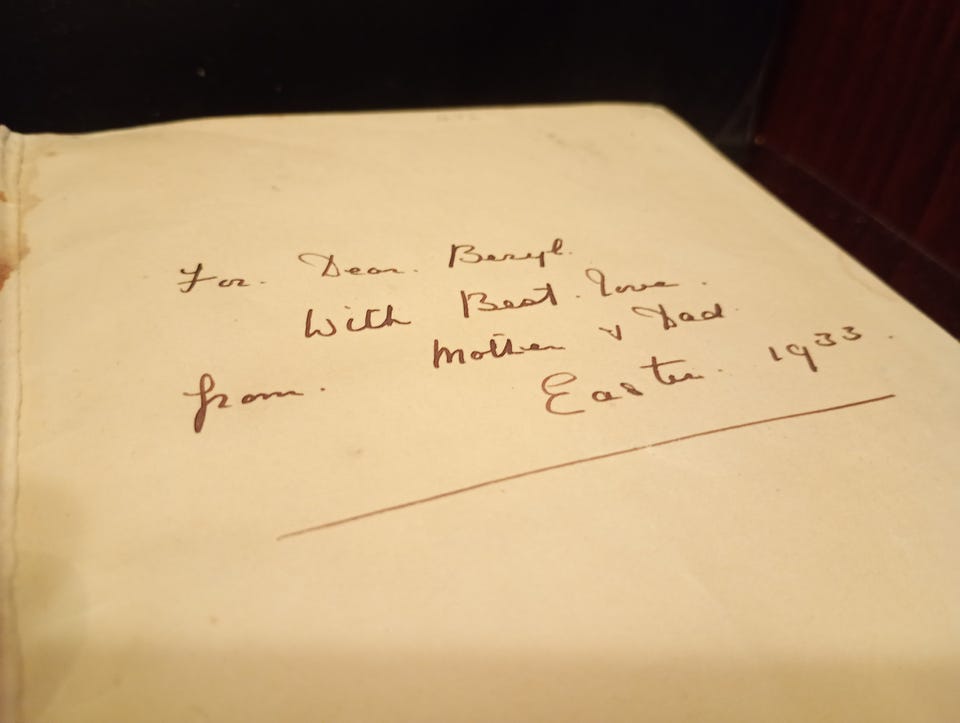 For. Dear. Beryl.
With Best. love.
from. Mother & Dad
Easter. 1933.